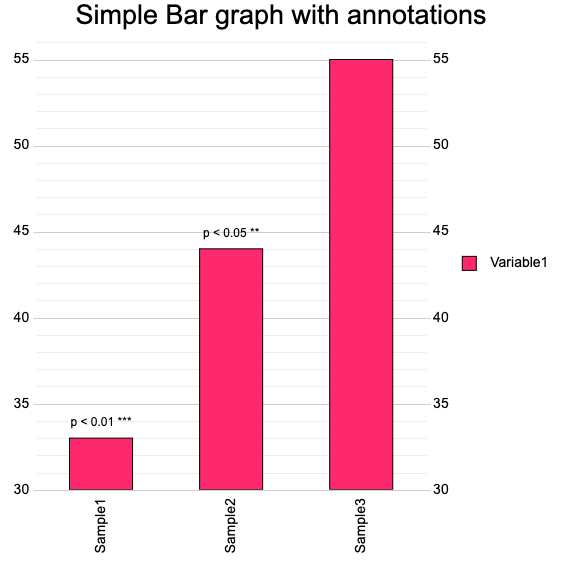 Simple Bar graph with annotations
55 55
50 50
45 45
p < 0.05 **
Variable1
40 40
35 35
p < 0.01 ***
30 30
Sample1 Sample2 Sample3